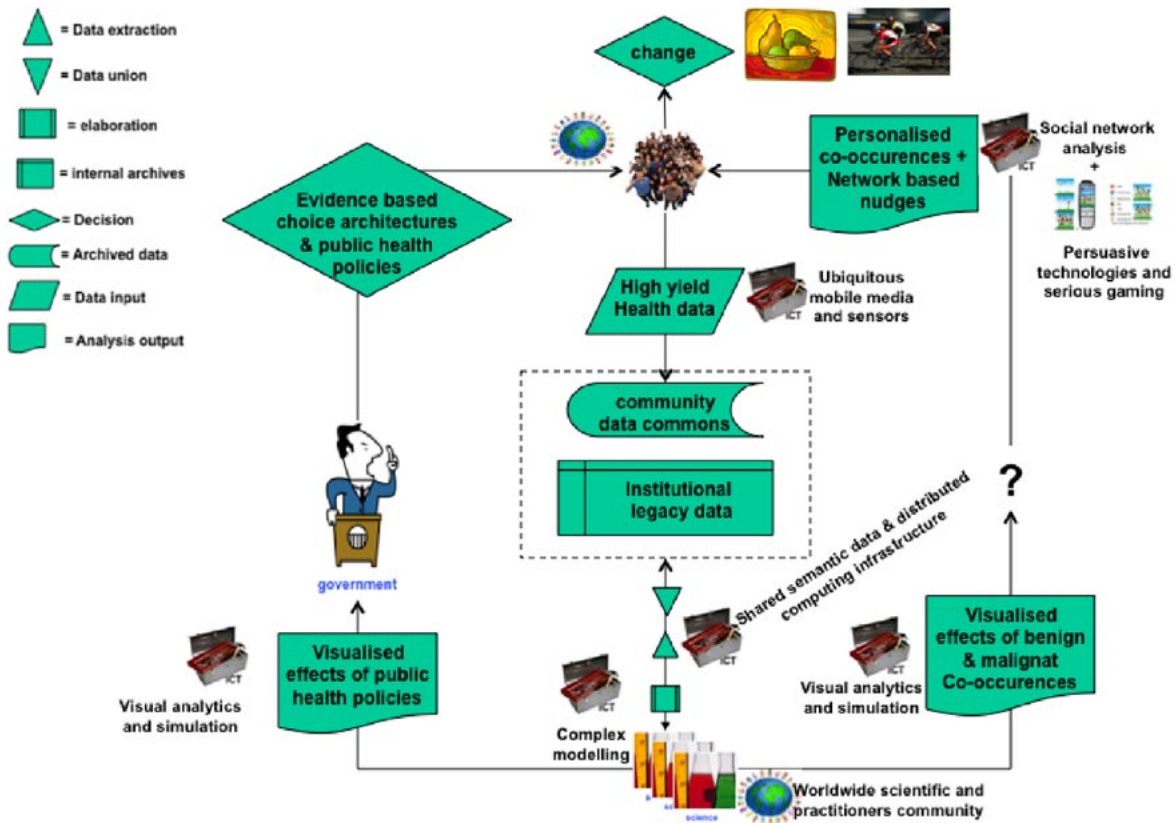 = Data extraction
= Data union
= elaboration
= internal archives
= Decision
= Archived data
= Data input
= Analysis output
change
Evidence based
choice architectures
& public health
policies
Personalised
co-occurences +
Network based
nudges
ICT
Social network
analysis
+
Persuasive
technologies and
serious gaming
High yield
Health data
ICT
Ubiquitous
mobile media
and sensors
community
data commons
Institutional
legacy data
?
government
Shared semantic data & distributed
computing infrastructure
ICT
Visualised
effects of public
health policies
ICT
Visual analytics
and simulation
ICT
Complex
modelling
ICT
Visual analytics
and simulation
Visualised
effects of benign
& malignat
Co-occurences
science
Worldwide scientific and
practitioners community